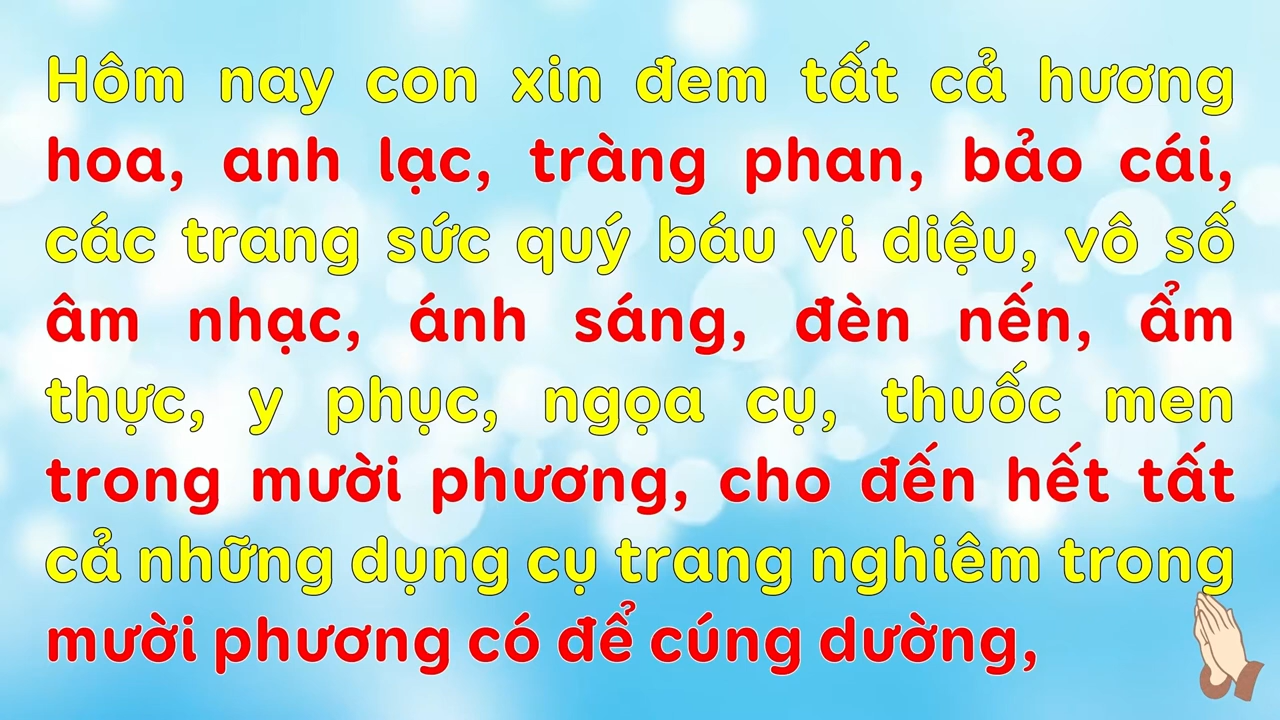 Hôm nay con xin đem tất cả hương
hoa, anh lạc, tràng phan, bảo cái,
các trang sức quý báu vi diệu, vô số
âm nhạc, ánh sáng, đèn nến, ẩm
thực, y phục, ngọa cụ, thuốc men
trong mười phương, cho đến hết tất
cả những dụng cụ trang nghiêm trong
mười phương có để cúng dường,